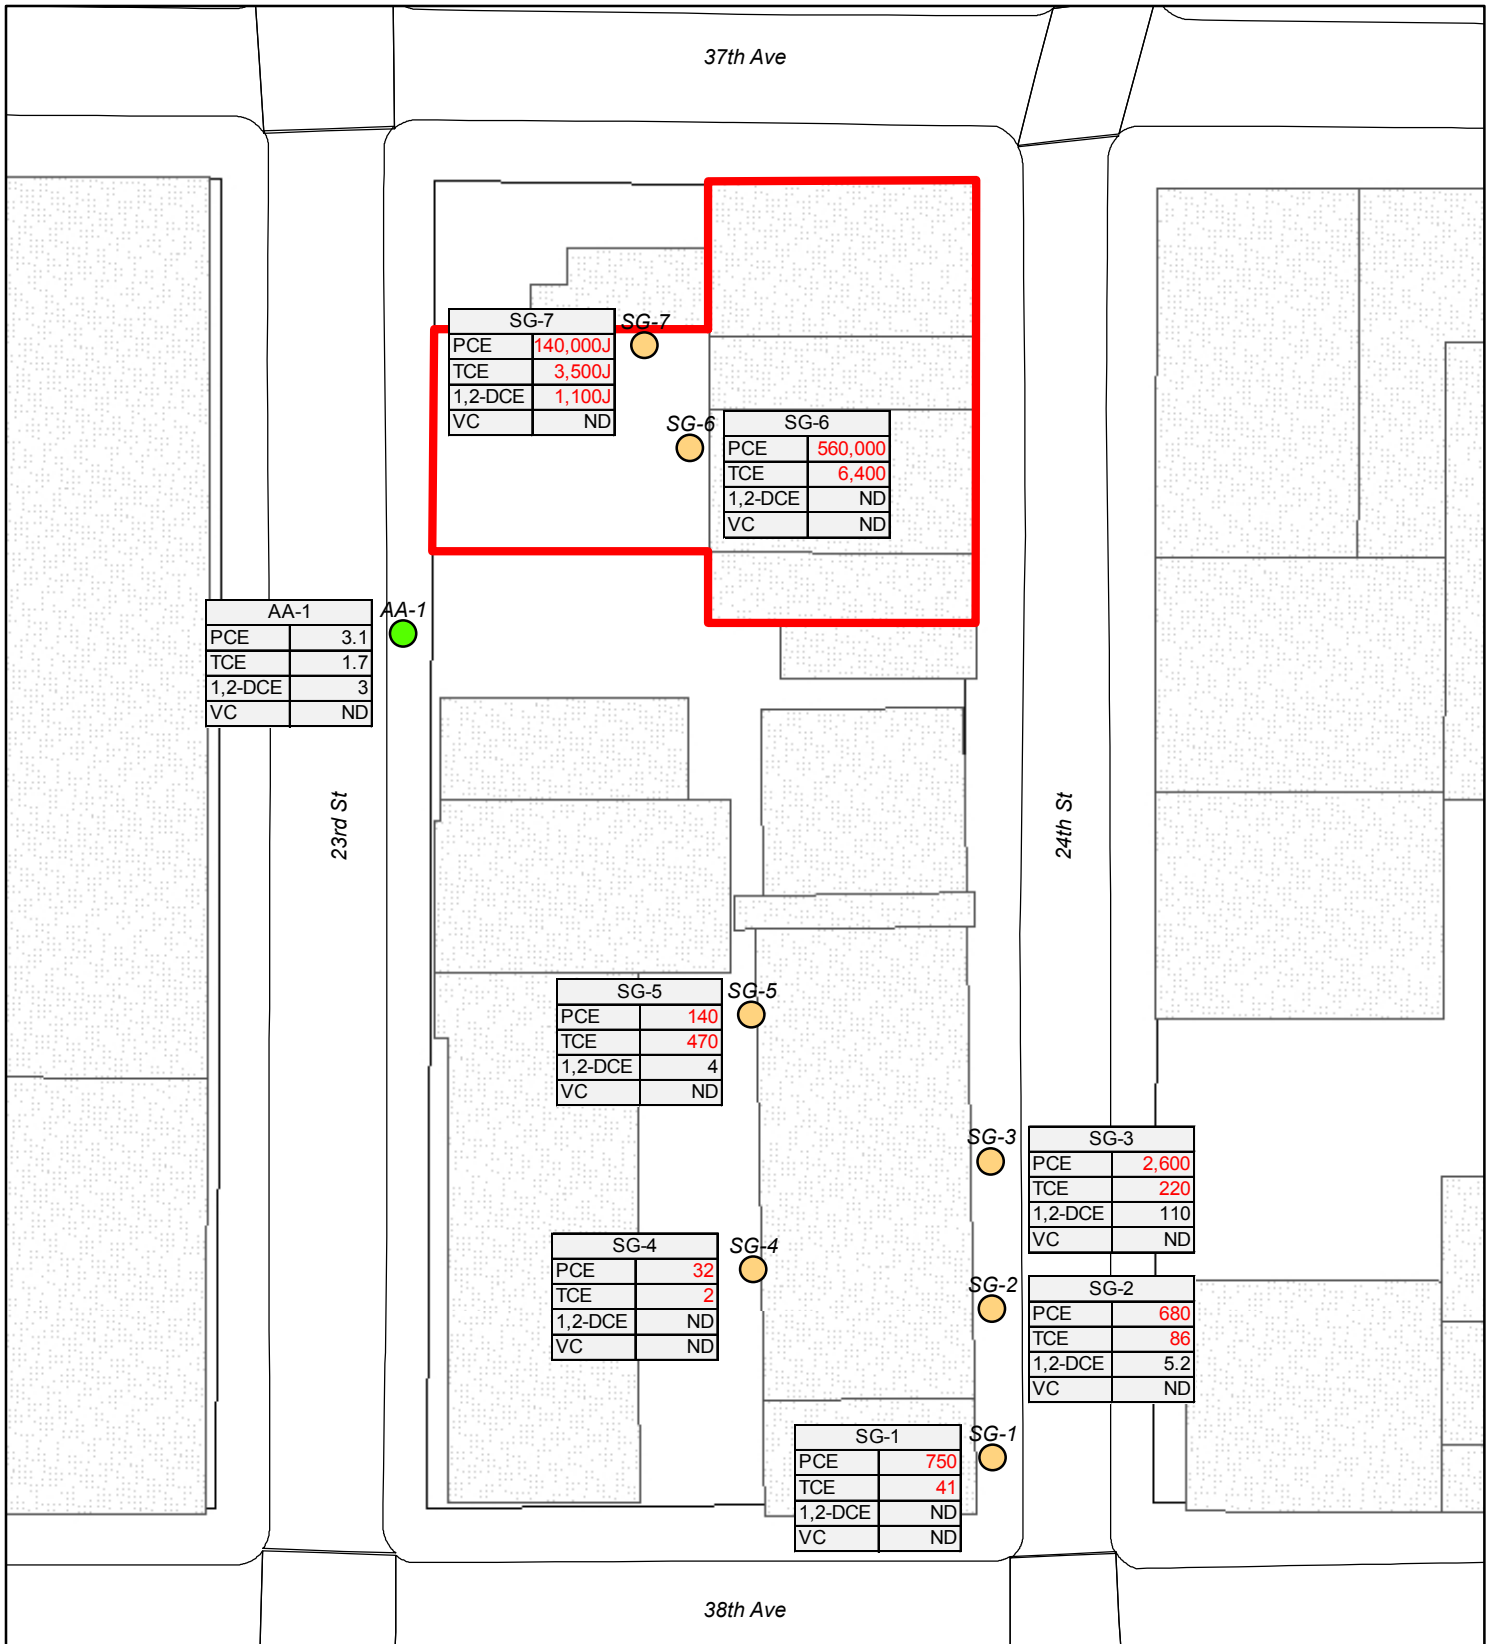 37th Ave
SG-7
SG-7
PCE 140,000J
TCE 3,500J
1,2-DCE 1,100J
VC ND
SG-6
SG-6
PCE 560,000
TCE 6,400
1,2-DCE ND
VC ND
AA-1
AA-1
PCE 3.1
TCE 1.7
1,2-DCE 3
VC ND
23rd St
24th St
SG-5
SG-5
PCE 140
TCE 470
1,2-DCE 4
VC ND
SG-3
SG-3
PCE 2,600
TCE 220
1,2-DCE 110
VC ND
SG-4
SG-4
PCE 32
TCE 2
1,2-DCE ND
VC ND
SG-2
SG-2
PCE 680
TCE 86
1,2-DCE 5.2
VC ND
SG-1
SG-1
PCE 750
TCE 41
1,2-DCE ND
VC ND
38th Ave